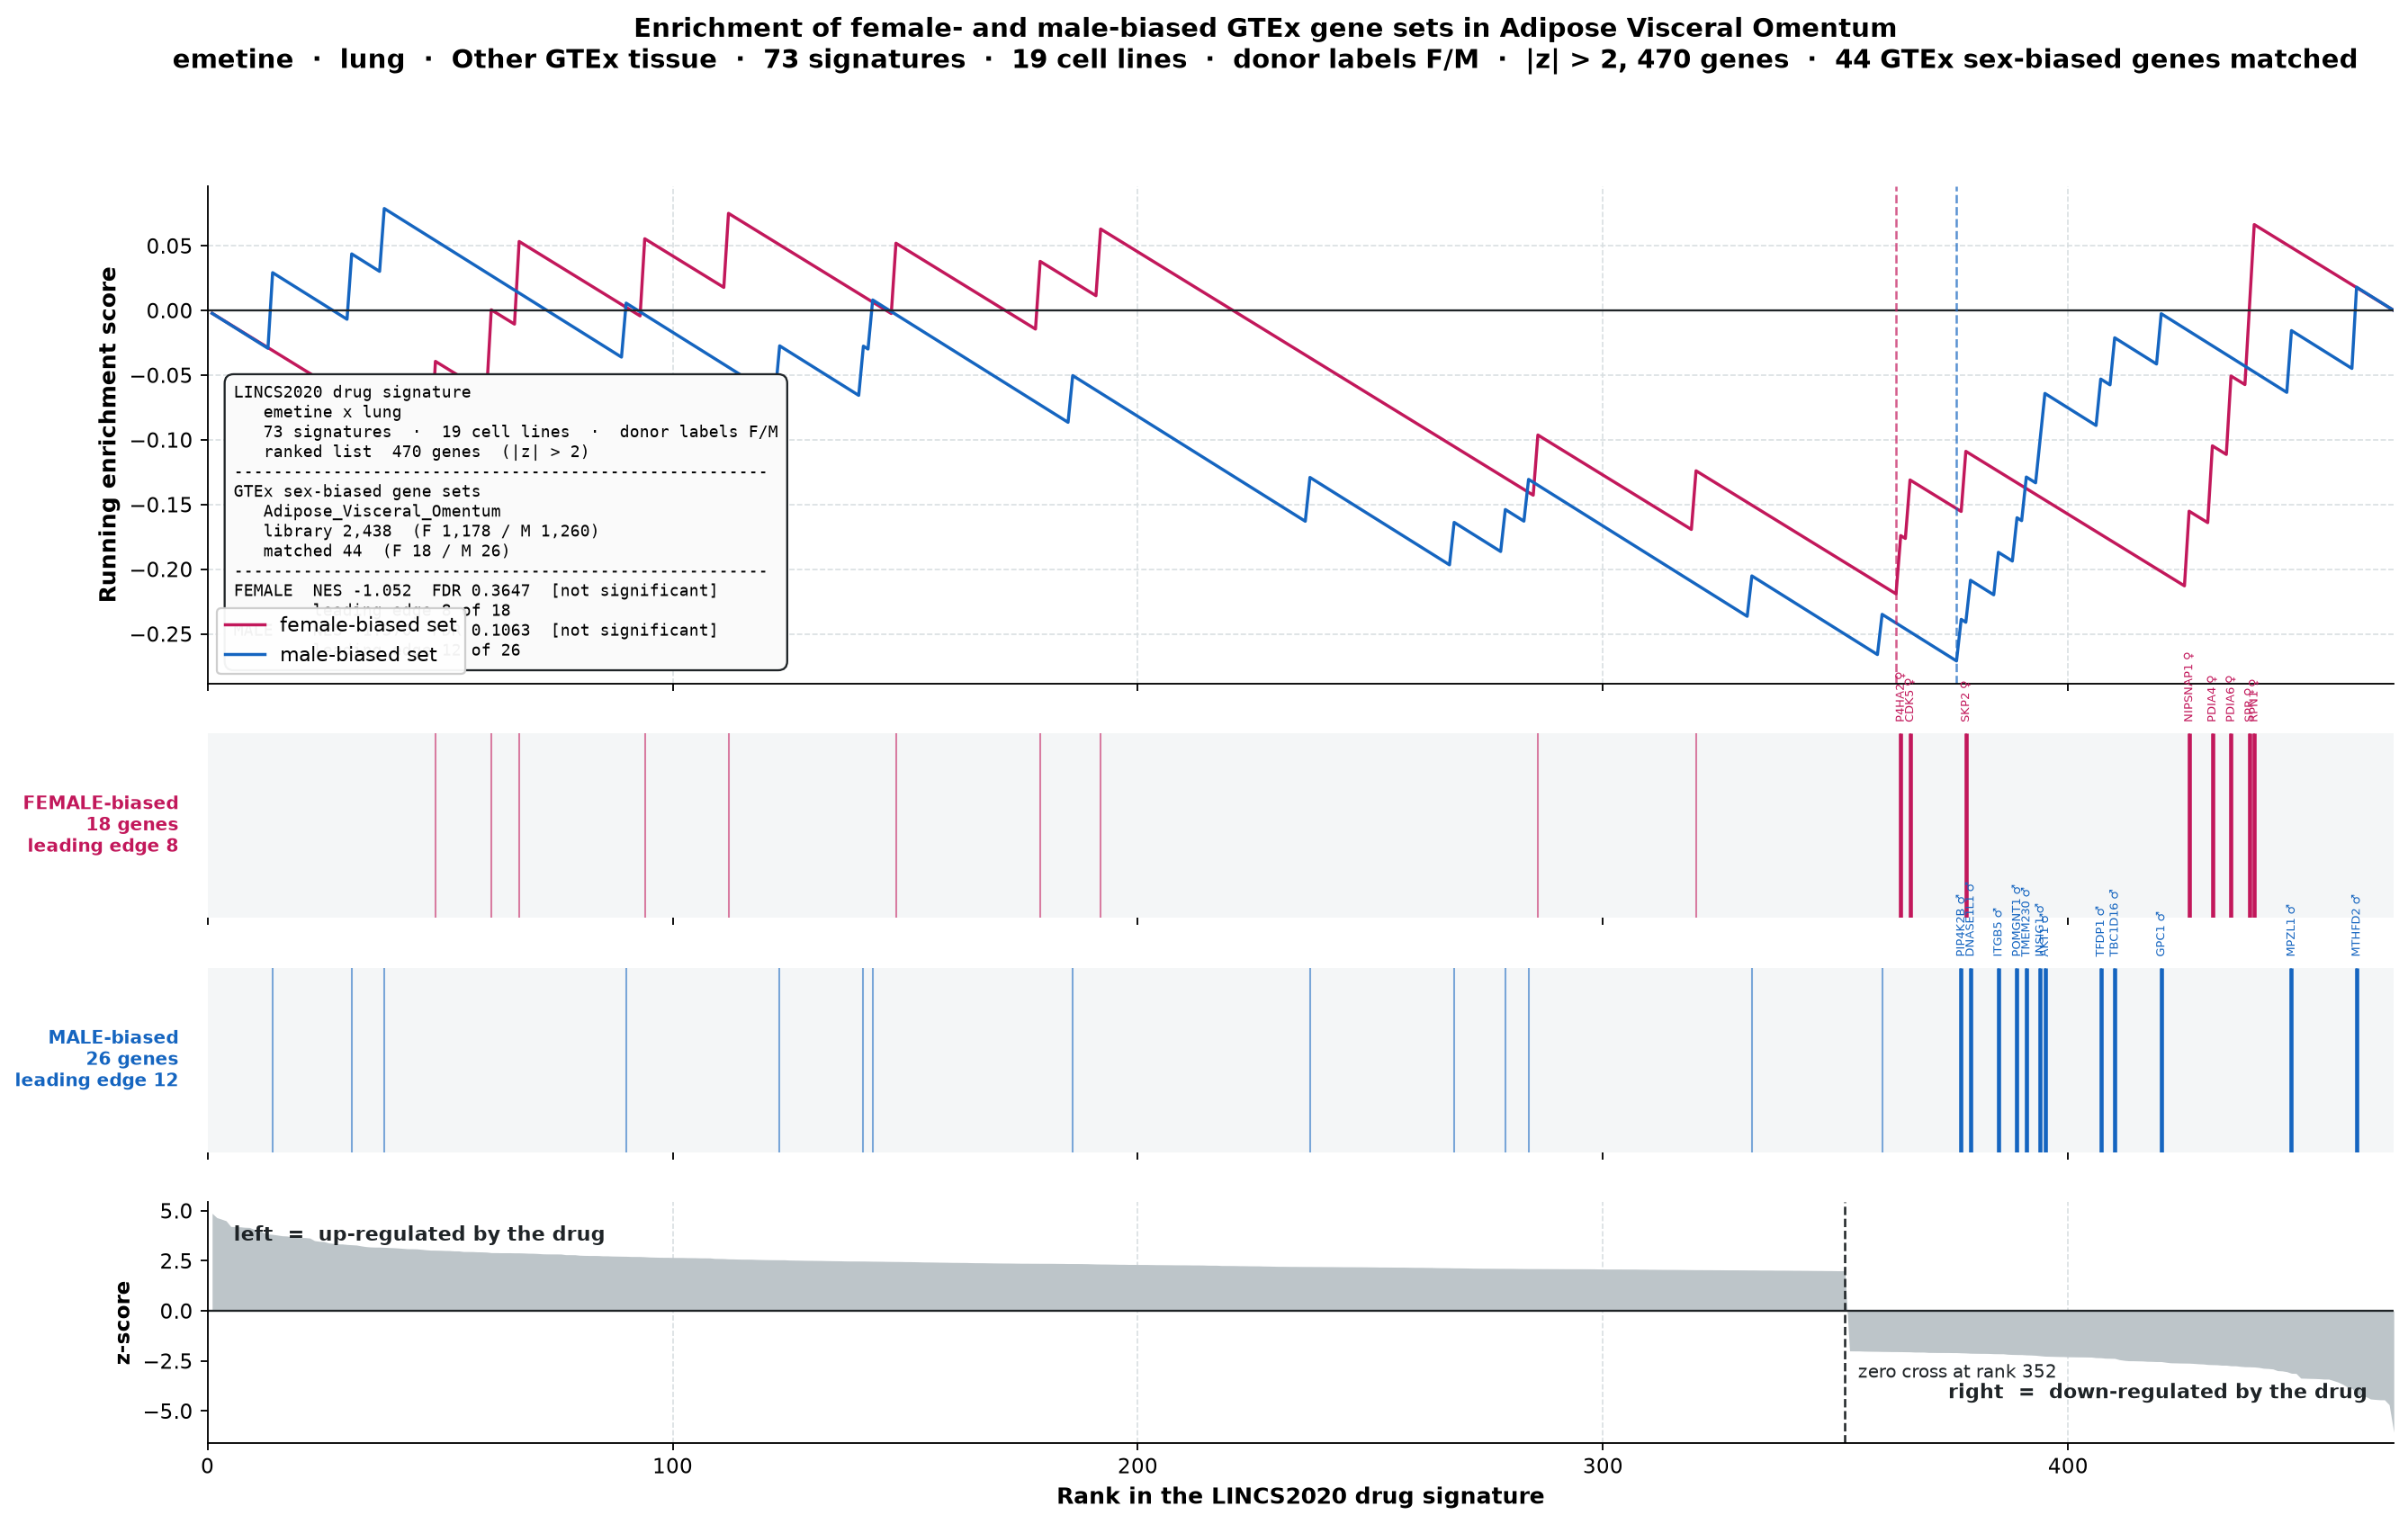 Enrichment of female- and male-biased GTEx gene sets in Adipose Visceral Omentum
emetine · lung · Other GTEx tissue · 73 signatures · 19 cell lines · donor labels F/M · |z| > 2, 470 genes · 44 GTEx sex-biased genes matched
Running enrichment score
0.05
0.00
−0.05
−0.10
−0.15
−0.20
−0.25
LINCS2020 drug signature
emetine x lung
73 signatures · 19 cell lines · donor labels F/M
ranked list 470 genes (|z| > 2)
-----------------------------------------------------
GTEx sex-biased gene sets
Adipose_Visceral_Omentum
library 2,438 (F 1,178 / M 1,260)
matched 44 (F 18 / M 26)
-----------------------------------------------------
FEMALE NES -1.052 FDR 0.3647 [not significant]
leading edge 8 of 18
0.1063 [not significant]
12 of 26
female-biased set
male-biased set
P4HA2 ♀
CDK5 ♀
SKP2 ♀
NIPSNAP1 ♀
PDIA4 ♀
PDIA6 ♀
RPN1 ♀
FEMALE-biased
18 genes
leading edge 8
PIP4K2B ♂
DNASE1L1 ♂
ITGB5 ♂
POMGNT1 ♂
TMEM230 ♂
INSIG1 ♂
AKT1 ♂
TFDP1 ♂
TBC1D16 ♂
GPC1 ♂
MPZL1 ♂
MTHFD2 ♂
MALE-biased
26 genes
leading edge 12
z-score
5.0
2.5
0.0
−2.5
−5.0
left = up-regulated by the drug
zero cross at rank 352
right = down-regulated by the drug
0
100
200
300
400
Rank in the LINCS2020 drug signature